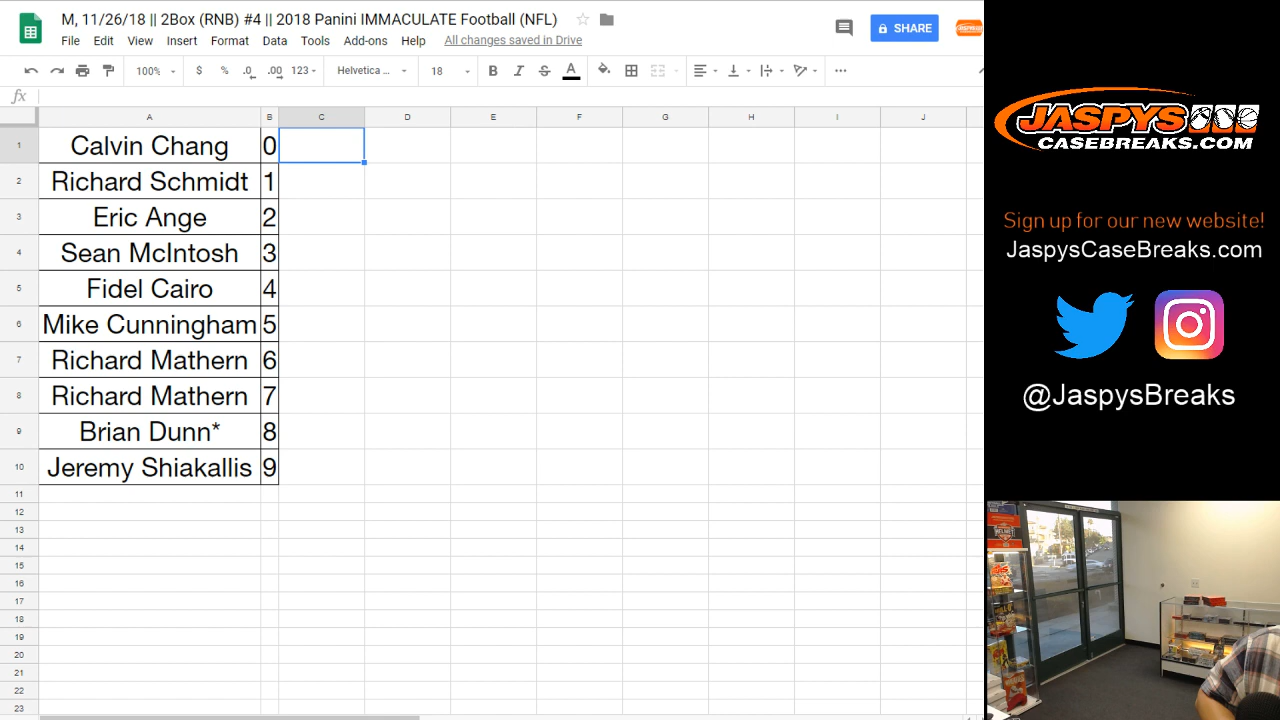 M, 11/26/18 || 2Box (RNB) #4 || 2018 Panini IMMACULATE Football (NFL)
File Edit View Insert Format Data Tools Add-ons Help All changes saved in Drive
SHARE
100% $ % .0 .00 123 Helvetica ... 18 B I S A
fx
A B C D E F G H I J
1 Calvin Chang 0
2 Richard Schmidt 1
3 Eric Ange 2
4 Sean McIntosh 3
5 Fidel Cairo 4
6 Mike Cunningham 5
7 Richard Mathern 6
8 Richard Mathern 7
9 Brian Dunn* 8
10 Jeremy Shiakallis 9
11
12
13
14
15
16
17
18
19
20
21
22
23
JASPYS
CASEBREAKS.COM
Sign up for our new website!
JaspysCaseBreaks.com
@JaspysBreaks